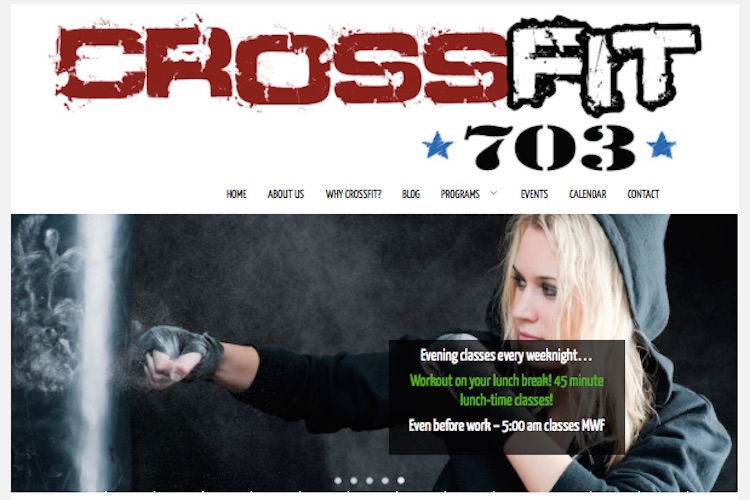 CROSSFIT
703
HOME ABOUT US WHY CROSSFIT? BLOG PROGRAMS EVENTS CALENDAR CONTACT
Evening classes every weeknight...
Workout on your lunch break! 45 minute
lunch-time classes!
Even before work – 5:00 am classes MWF